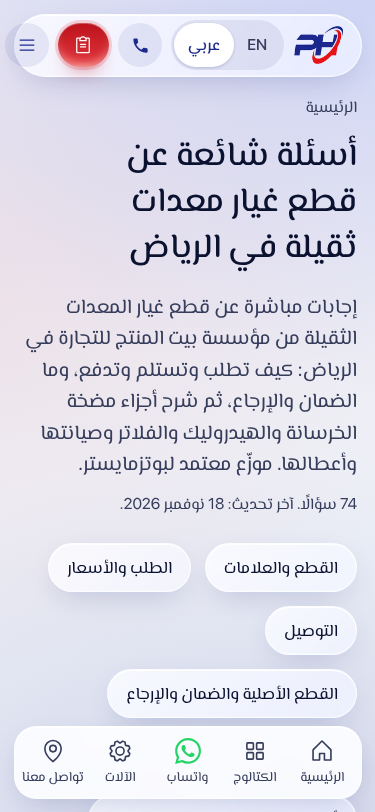 PH
EN
عربي
الرئيسية
أسئلة شائعة عن
قطع غيار معدات
ثقيلة في الرياض
إجابات مباشرة عن قطع غيار المعدات
الثقيلة من مؤسسة بيت المنتج للتجارة في
الرياض: كيف تطلب وتستلم وتدفع، وما
الضمان والإرجاع، ثم شرح أجزاء مضخة
الخرسانة والهيدروليك والفلاتر وصيانتها
وأعطالها. موزّع معتمد لبوتزمايستر.
74 سؤالًا. آخر تحديث: 18 نوفمبر 2026.
القطع والعلامات
الطلب والأسعار
التوصيل
القطع الأصلية والضمان والإرجاع
الرئيسية
الكتالوج
واتساب
الآلات
تواصل معنا